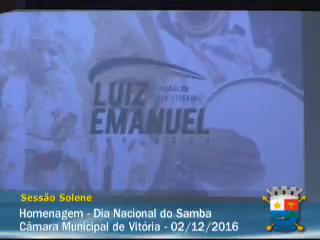 LUIZ
EMANUEL
Sessão Solene
Homenagem - Dia Nacional do Samba
Câmara Municipal de Vitória - 02/12/2016